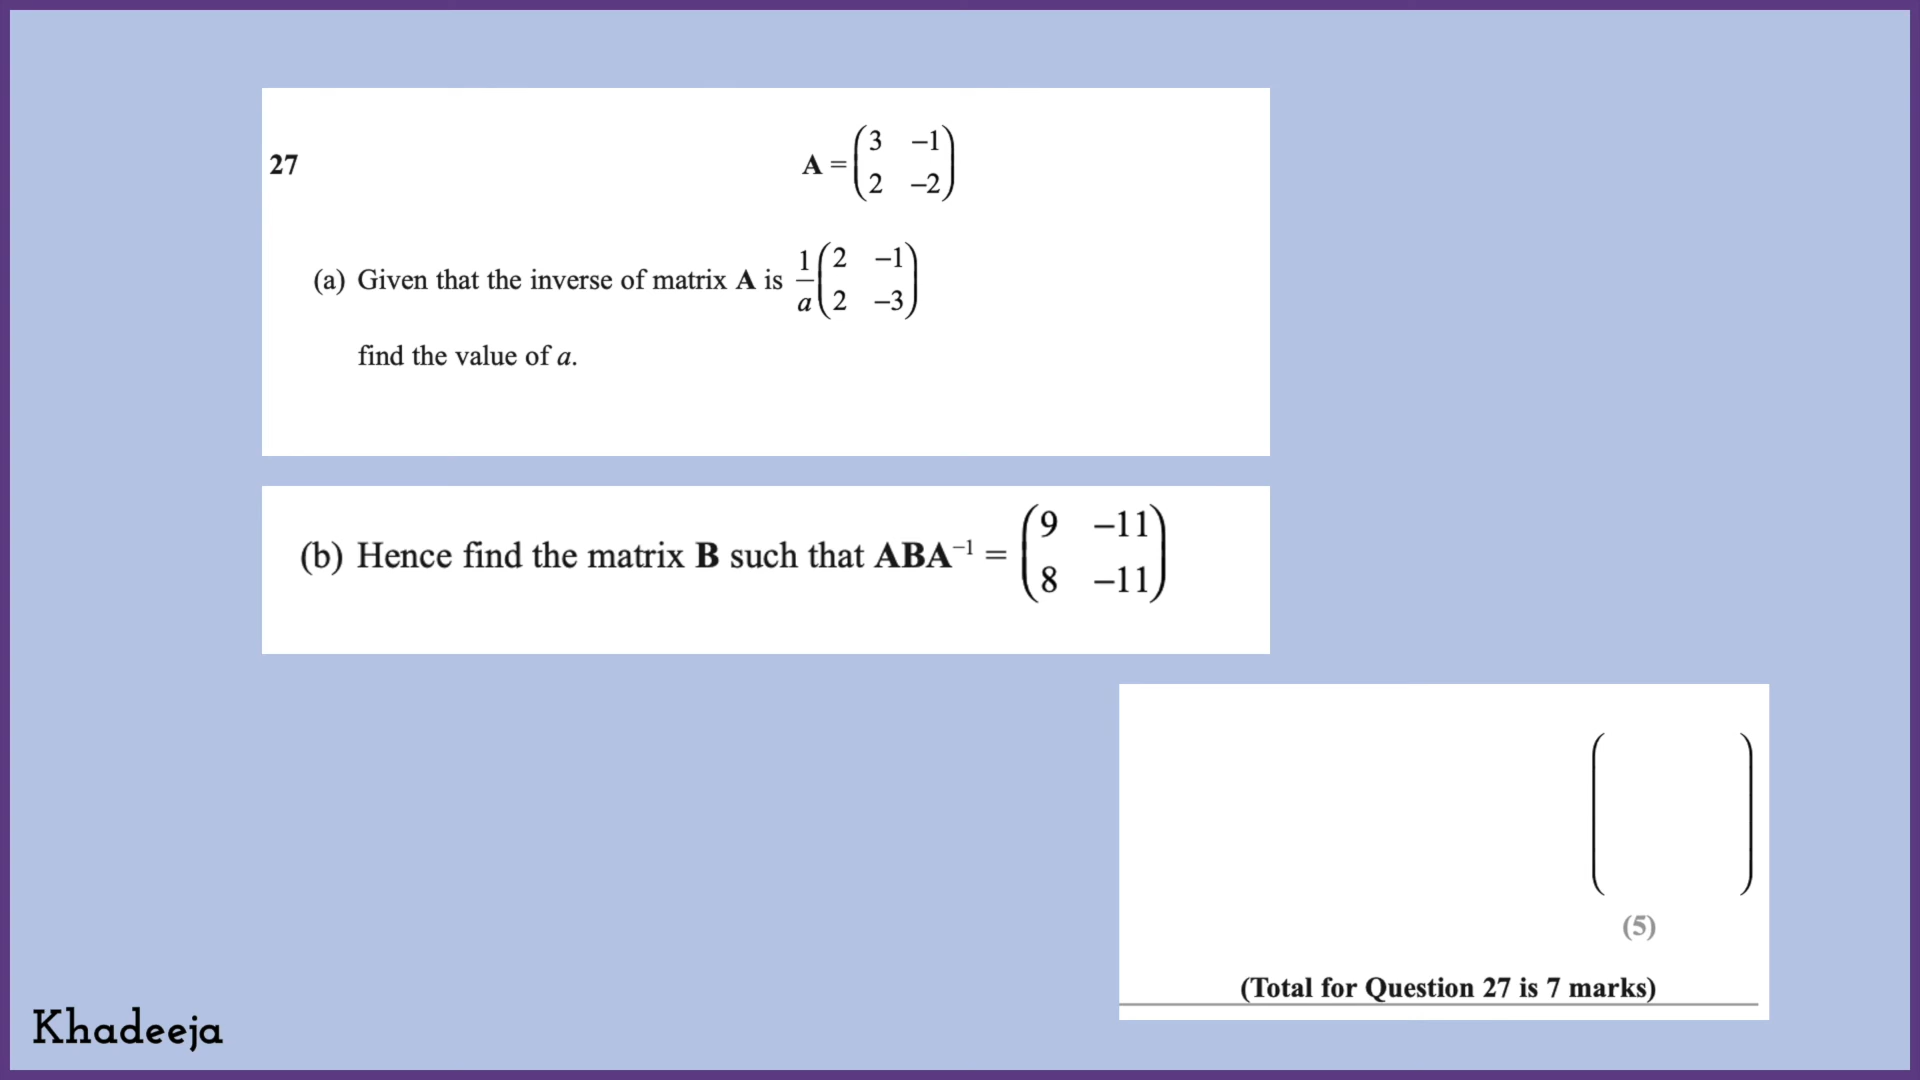 27 A = (3 −1
2 −2)
(a) Given that the inverse of matrix A is 1/a (2 −1
2 −3)
find the value of a.
(b) Hence find the matrix B such that ABA⁻¹ = (9 −11
8 −11)
( )
(5)
(Total for Question 27 is 7 marks)
Khadeeja